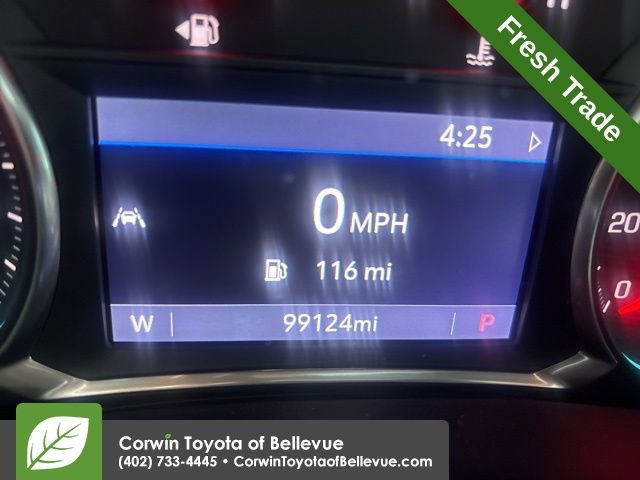 Fresh Trade
4:25
0 MPH
116 mi
W 99124mi P
20
0
Corwin Toyota of Bellevue
(402) 733-4445 • CorwinToyotaofBellevue.com